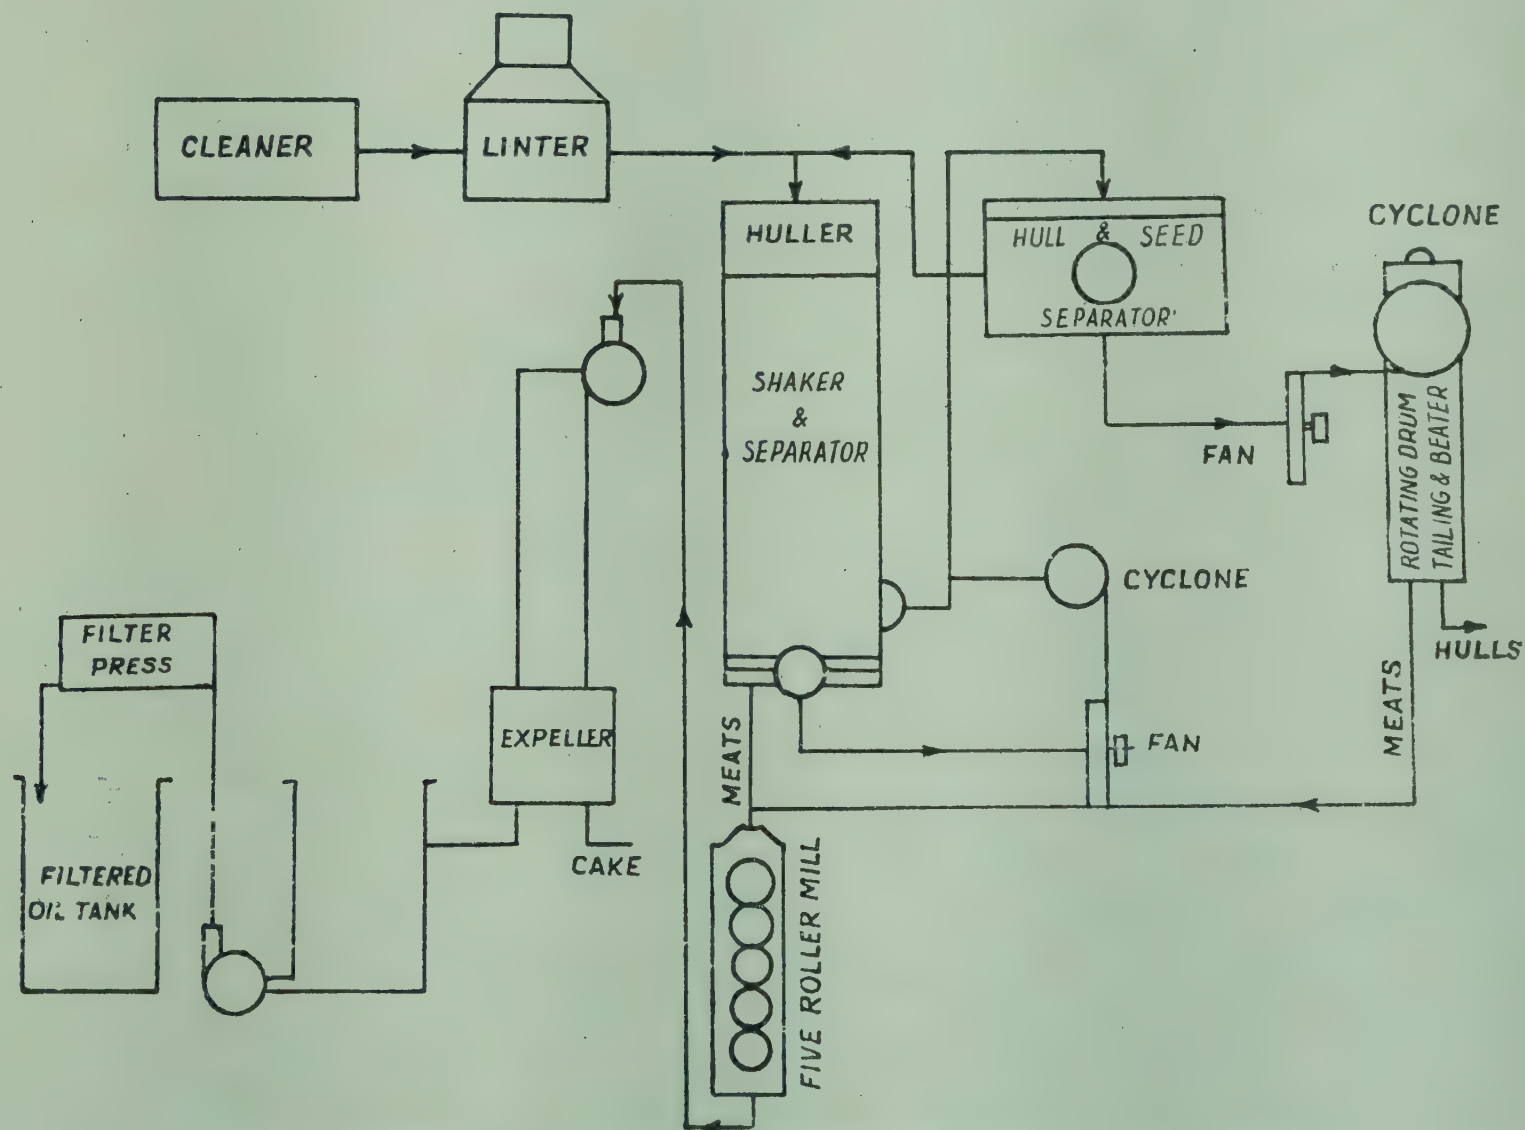 CLEANER
LINTER
HULLER
HULL & SEED
SEPARATOR
CYCLONE
SHAKER
&
SEPARATOR
FAN
ROTATING DRUM
TAILING & BEATER
CYCLONE
HULLS
MEATS
FILTER
PRESS
EXPELLER
MEATS
FAN
CAKE
FILTERED
OIL TANK
FIVE ROLLER MILL